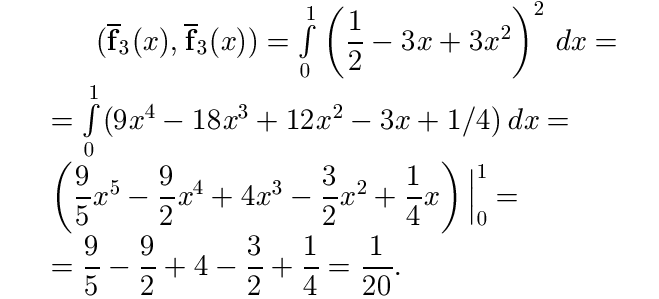 (f̅₃(x), f̅₃(x)) = ∫₀¹ (1/2 − 3x + 3x²)² dx =
= ∫₀¹ (9x⁴ − 18x³ + 12x² − 3x + 1/4) dx =
(9/5 x⁵ − 9/2 x⁴ + 4x³ − 3/2 x² + 1/4 x) |₀¹ =
= 9/5 − 9/2 + 4 − 3/2 + 1/4 = 1/20.